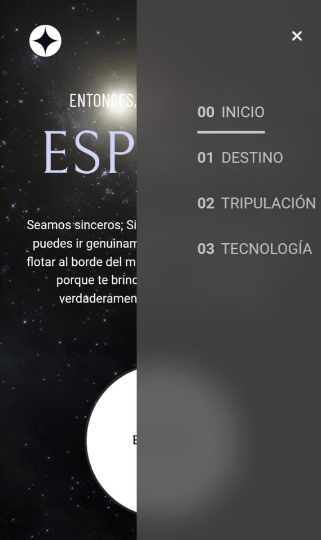 ENTONCES,
ESP
Seamos sinceros; Si
puedes ir genuinam
flotar al borde del m
porque te brind
verdaderamen
E
00 INICIO
01 DESTINO
02 TRIPULACIÓN
03 TECNOLOGÍA